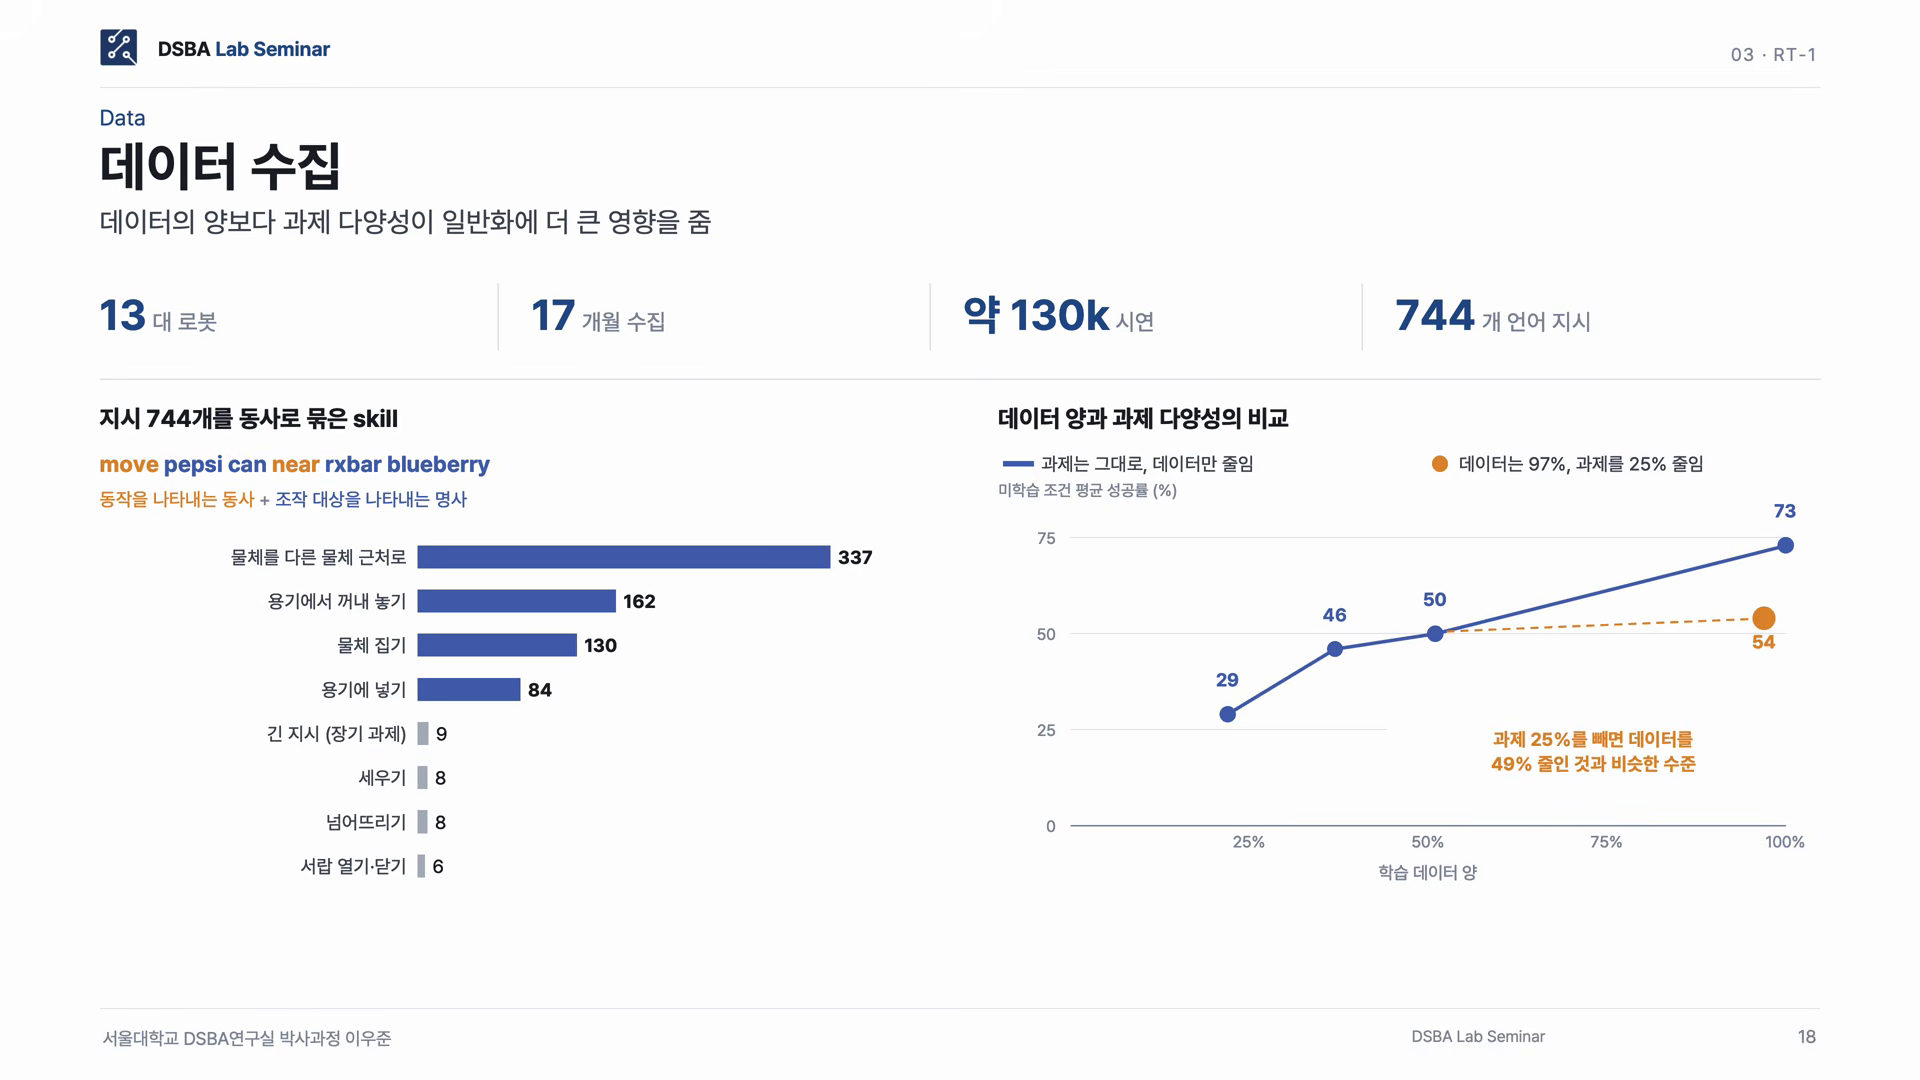 DSBA Lab Seminar
03 · RT-1
Data
데이터 수집
데이터의 양보다 과제 다양성이 일반화에 더 큰 영향을 줌
13 대 로봇
17 개월 수집
약 130k 시연
744 개 언어 지시
지시 744개를 동사로 묶은 skill
move pepsi can near rxbar blueberry
동작을 나타내는 동사 + 조작 대상을 나타내는 명사
물체를 다른 물체 근처로 337
용기에서 꺼내 놓기 162
물체 집기 130
용기에 넣기 84
긴 지시 (장기 과제) 9
세우기 8
넘어뜨리기 8
서랍 열기·닫기 6
데이터 양과 과제 다양성의 비교
과제는 그대로, 데이터만 줄임
데이터는 97%, 과제를 25% 줄임
미학습 조건 평균 성공률 (%)
73
75
46
50
50
54
29
25
과제 25%를 빼면 데이터를
49% 줄인 것과 비슷한 수준
0
25% 50% 75% 100%
학습 데이터 양
서울대학교 DSBA연구실 박사과정 이우준
DSBA Lab Seminar
18